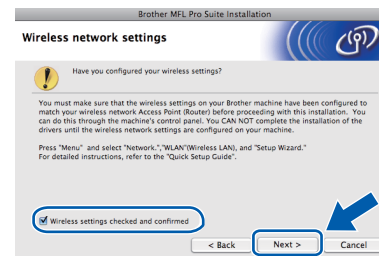 Brother MFL Pro Suite Installation
Wireless network settings
Have you configured your wireless settings?
You must make sure that the wireless settings on your Brother machine have been configured to
match your wireless network Access Point (Router) before proceeding with this installation. You
can do this through the machine's control panel. You CAN NOT complete the installation of the
drivers until the wireless network settings are configured on your machine.
Press "Menu" and select "Network.","WLAN"(Wireless LAN), and "Setup Wizard."
For detailed instructions, refer to the "Quick Setup Guide".
Wireless settings checked and confirmed
< Back
Next >
Cancel